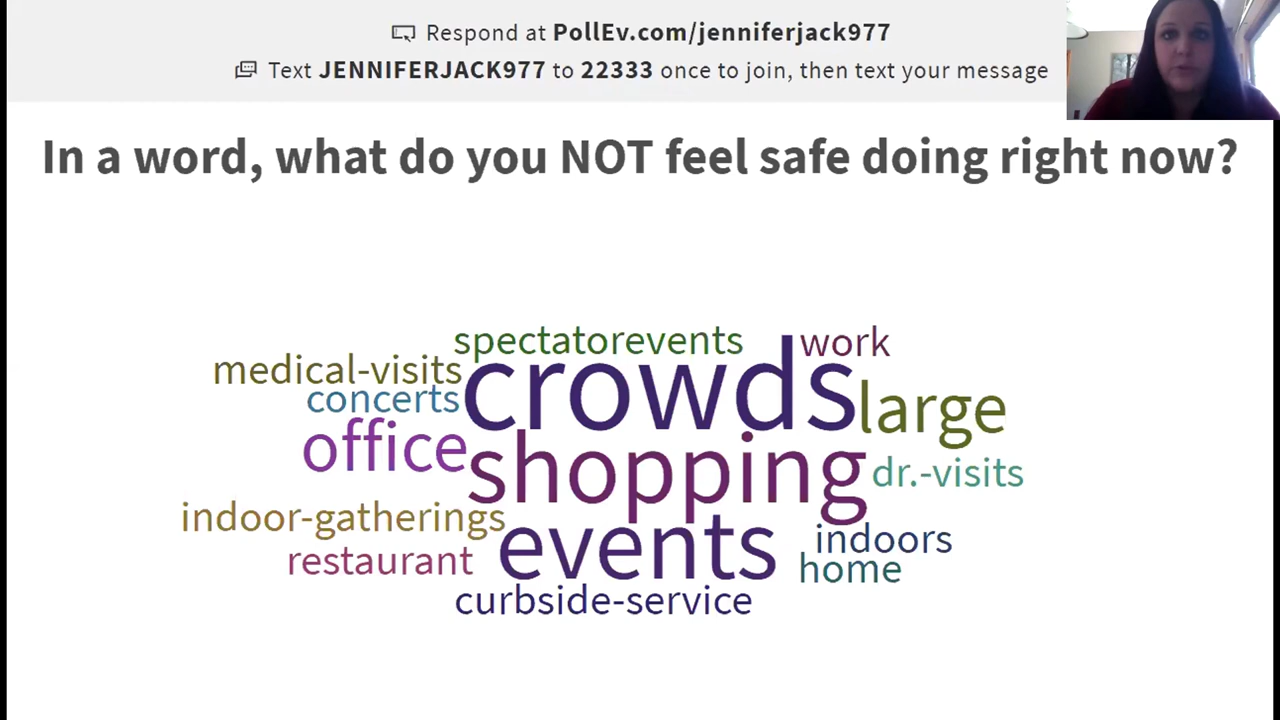 Respond at PollEv.com/jenniferjack977
Text JENNIFERJACK977 to 22333 once to join, then text your message
In a word, what do you NOT feel safe doing right now?
spectatorevents
work
medical-visits
crowds
concerts
large
office
shopping
dr.-visits
indoor-gatherings
events
indoors
restaurant
home
curbside-service